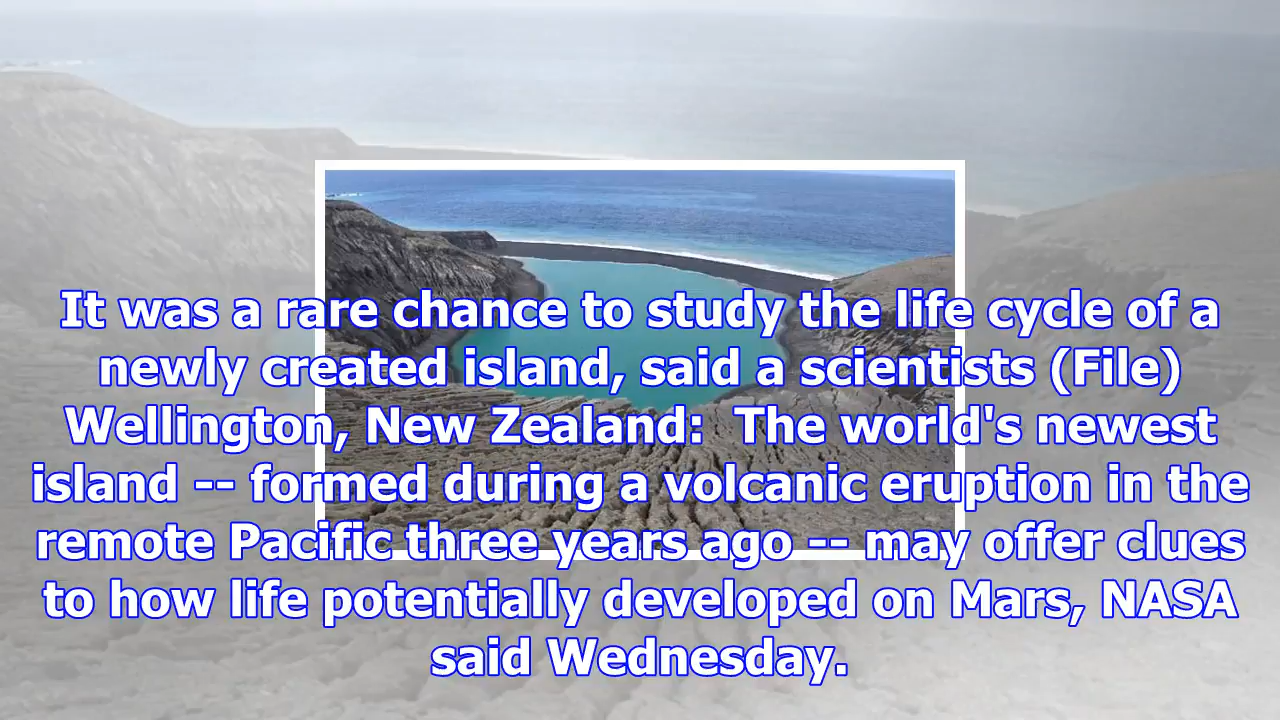 It was a rare chance to study the life cycle of a
newly created island, said a scientists (File)
Wellington, New Zealand:  The world's newest
island -- formed during a volcanic eruption in the
remote Pacific three years ago -- may offer clues
to how life potentially developed on Mars, NASA
said Wednesday.